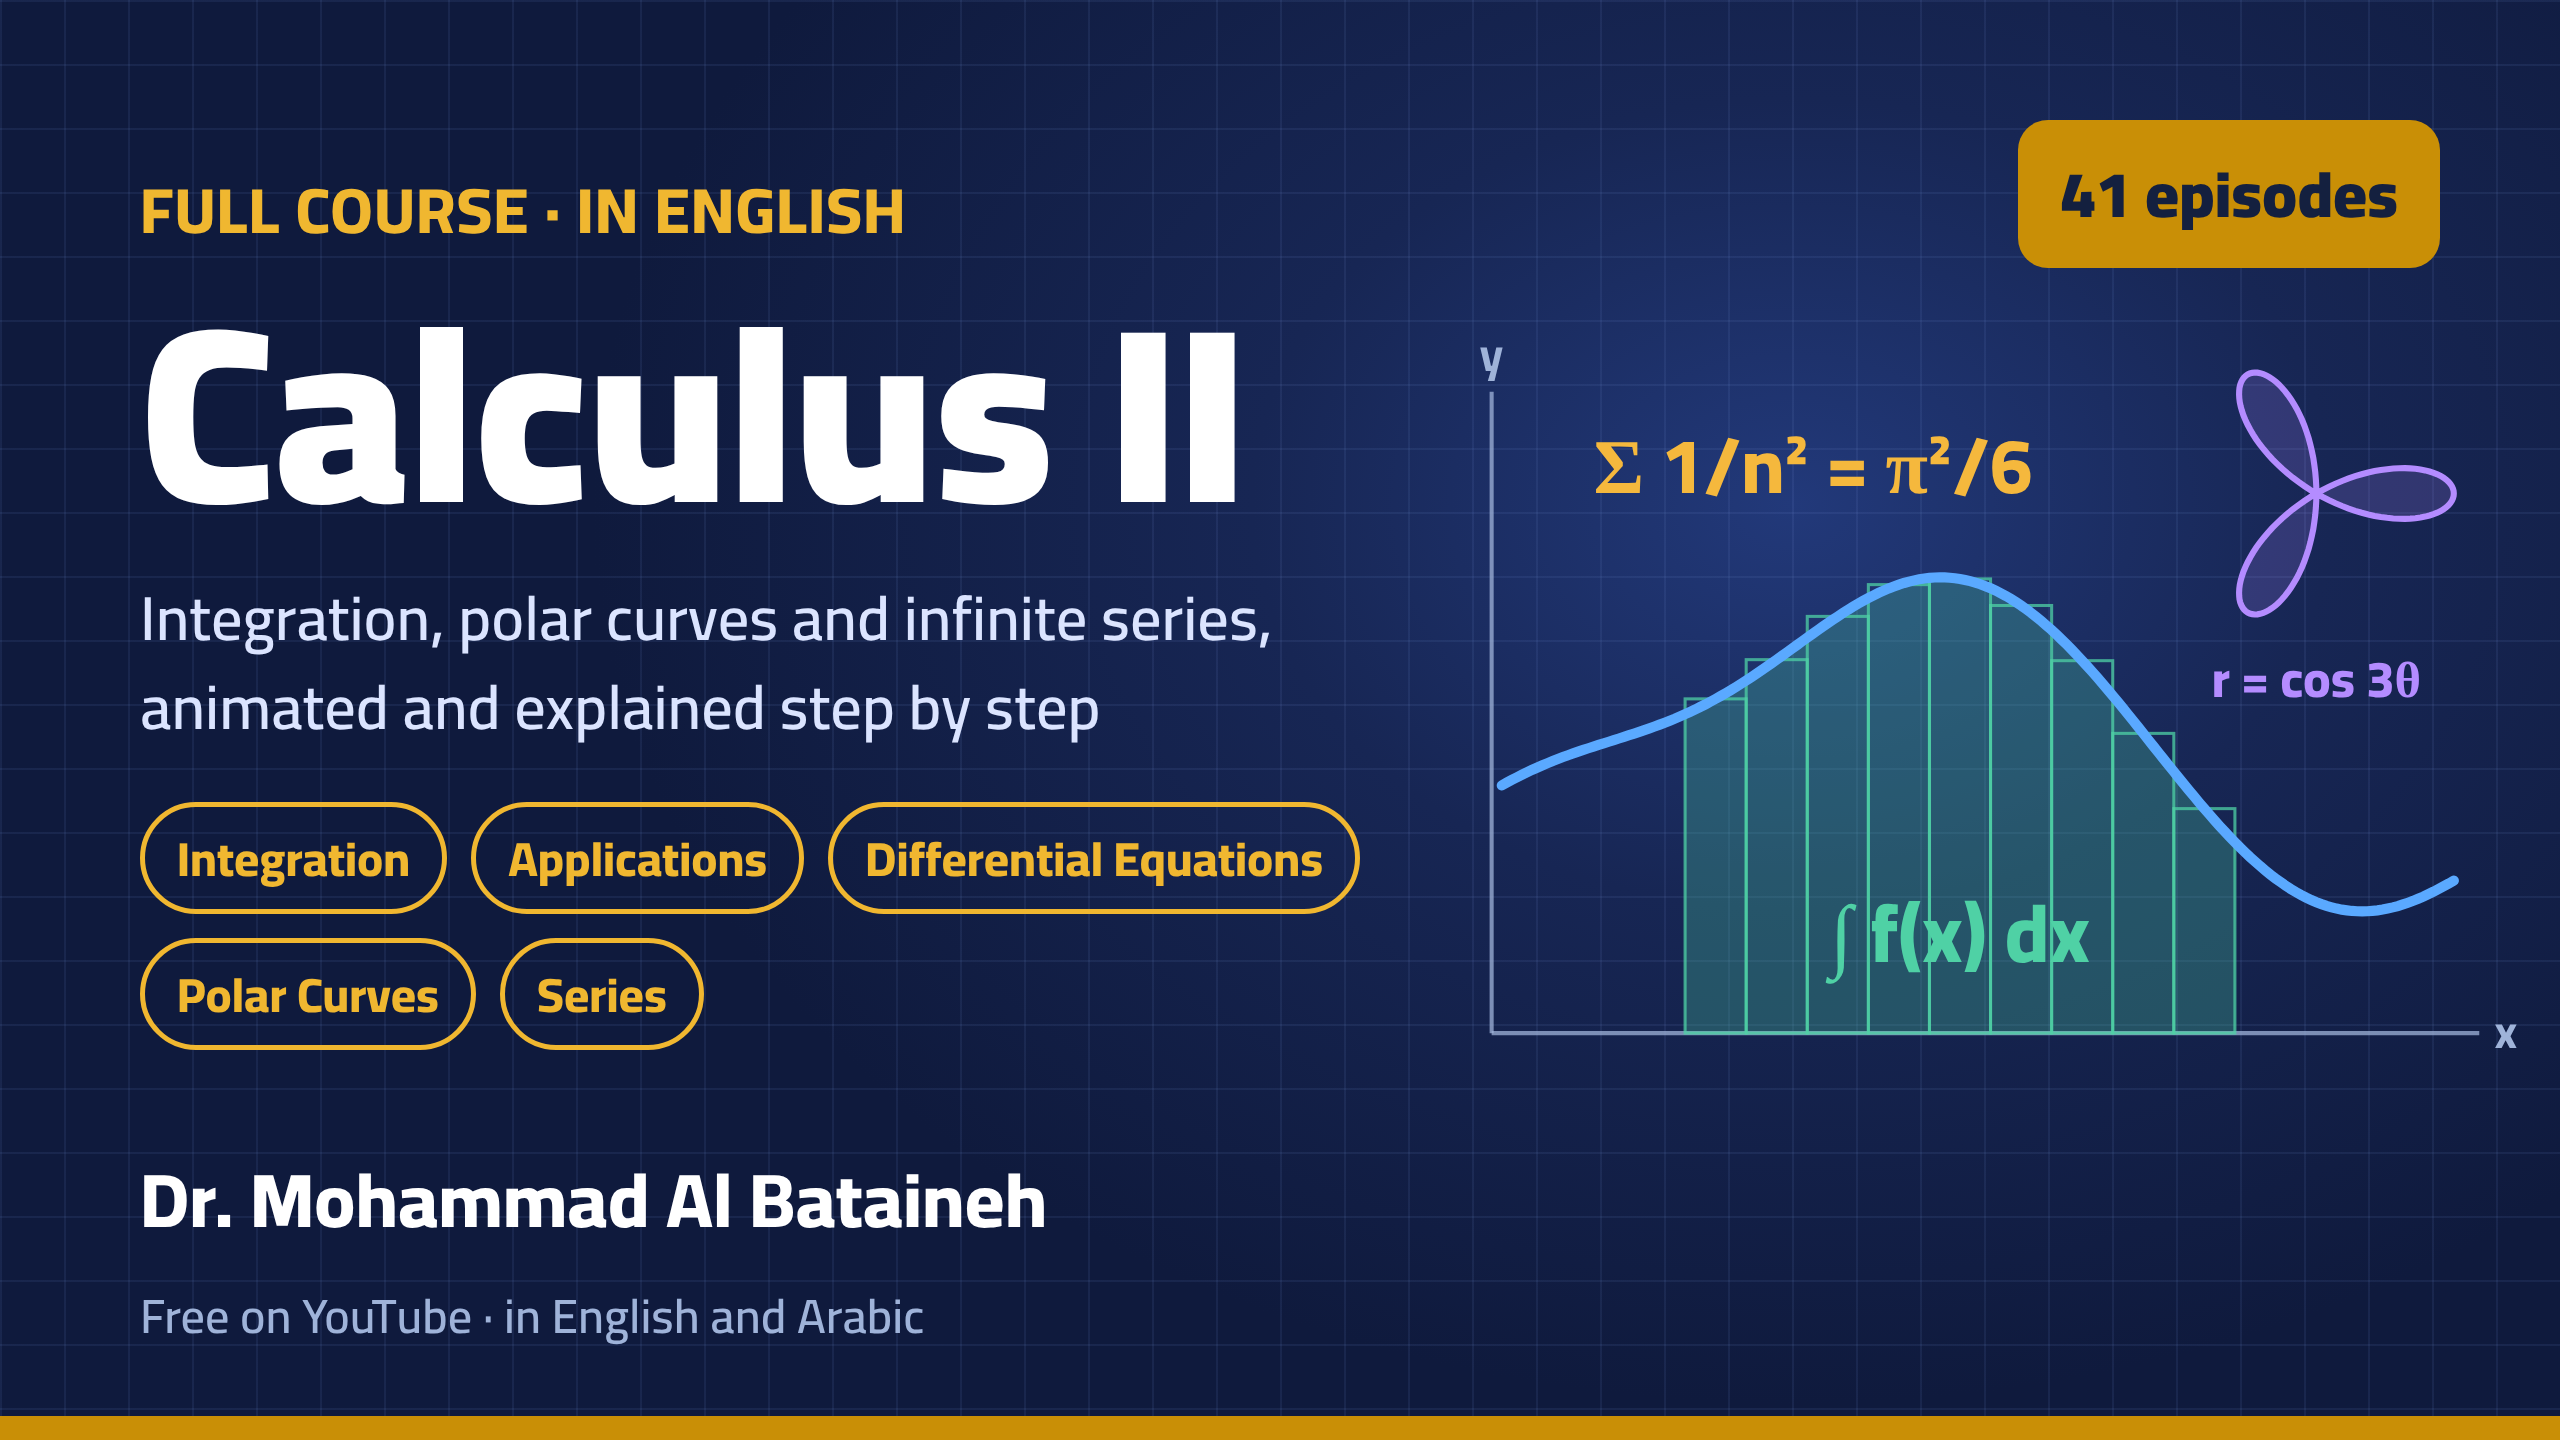 FULL COURSE · IN ENGLISH
41 episodes
Calculus II
Integration, polar curves and infinite series,
animated and explained step by step
Integration
Applications
Differential Equations
Polar Curves
Series
y
Σ 1/n² = π²/6
r = cos 3θ
∫ f(x) dx
x
Dr. Mohammad Al Bataineh
Free on YouTube · in English and Arabic